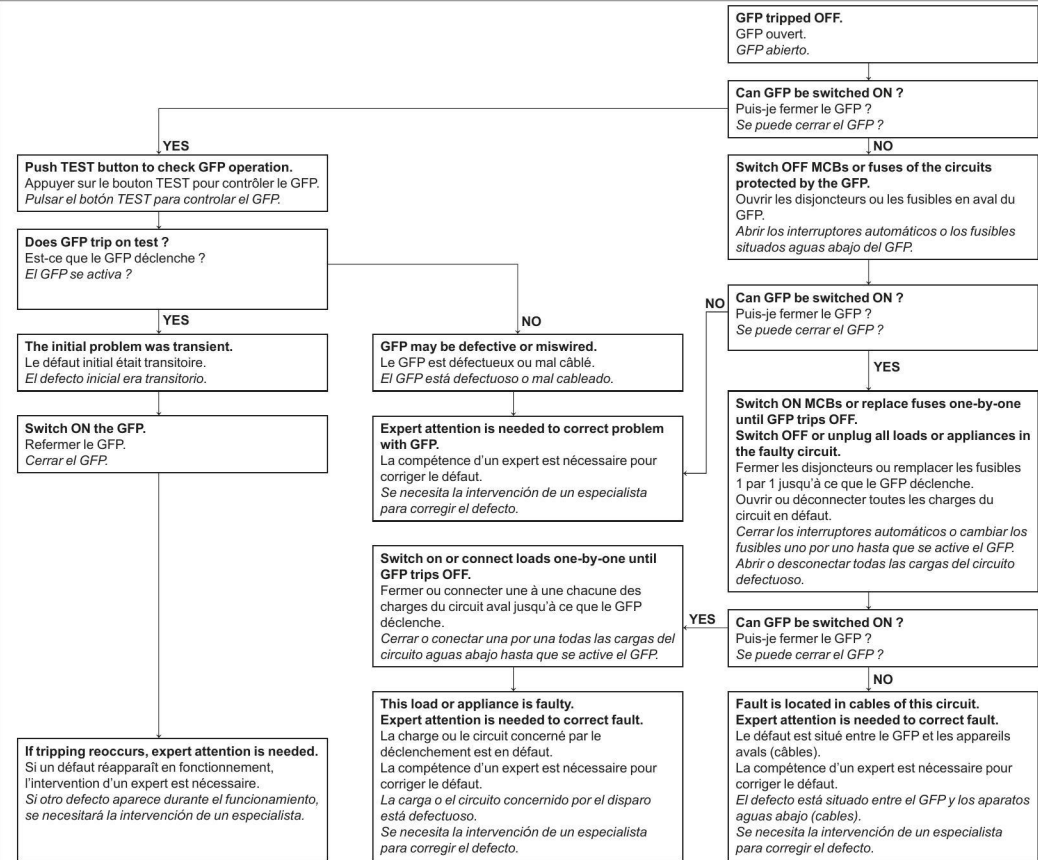 GFP tripped OFF.
GFP ouvert.
GFP abierto.
Can GFP be switched ON ?
Puis-je fermer le GFP ?
Se puede cerrar el GFP ?
YES
Push TEST button to check GFP operation.
Appuyer sur le bouton TEST pour contrôler le GFP.
Pulsar el botón TEST para controlar el GFP.
Does GFP trip on test ?
Est-ce que le GFP déclenche ?
El GFP se activa ?
YES
The initial problem was transient.
Le défaut initial était transitoire.
El defecto inicial era transitorio.
Switch ON the GFP.
Refermer le GFP.
Cerrar el GFP.
If tripping reoccurs, expert attention is needed.
Si un défaut réapparaît en fonctionnement,
l'intervention d'un expert est nécessaire.
Si otro defecto aparece durante el funcionamiento,
se necesitará la intervención de un especialista.
NO
GFP may be defective or miswired.
Le GFP est défectueux ou mal câblé.
El GFP está defectuoso o mal cableado.
Expert attention is needed to correct problem
with GFP.
La compétence d'un expert est nécessaire pour
corriger le défaut.
Se necesita la intervención de un especialista
para corregir el defecto.
NO
Switch OFF MCBs or fuses of the circuits
protected by the GFP.
Ouvrir les disjoncteurs ou les fusibles en aval du
GFP.
Abrir los interruptores automáticos o los fusibles
situados aguas abajo del GFP.
Can GFP be switched ON ?
Puis-je fermer le GFP ?
Se puede cerrar el GFP ?
NO
YES
Switch ON MCBs or replace fuses one-by-one
until GFP trips OFF.
Switch OFF or unplug all loads or appliances in
the faulty circuit.
Fermer les disjoncteurs ou remplacer les fusibles
1 par 1 jusqu'à ce que le GFP déclenche.
Ouvrir ou déconnecter toutes les charges du
circuit en défaut.
Cerrar los interruptores automáticos o cambiar los
fusibles uno por uno hasta que se active el GFP.
Abrir o desconectar todas las cargas del circuito
defectuoso.
Can GFP be switched ON ?
Puis-je fermer le GFP ?
Se puede cerrar el GFP ?
YES
Switch on or connect loads one-by-one until
GFP trips OFF.
Fermer ou connecter une à une chacune des
charges du circuit aval jusqu'à ce que le GFP
déclenche.
Cerrar o conectar una por una todas las cargas del
circuito aguas abajo hasta que se active el GFP.
This load or appliance is faulty.
Expert attention is needed to correct fault.
La charge ou le circuit concerné par le
déclenchement est en défaut.
La compétence d'un expert est nécessaire pour
corriger le défaut.
La carga o el circuito concernido por el disparo
está defectuoso.
Se necesita la intervención de un especialista
para corregir el defecto.
NO
Fault is located in cables of this circuit.
Expert attention is needed to correct fault.
Le défaut est situé entre le GFP et les appareils
avals (câbles).
La compétence d'un expert est nécessaire pour
corriger le défaut.
El defecto está situado entre el GFP y los aparatos
aguas abajo (cables).
Se necesita la intervención de un especialista
para corregir el defecto.